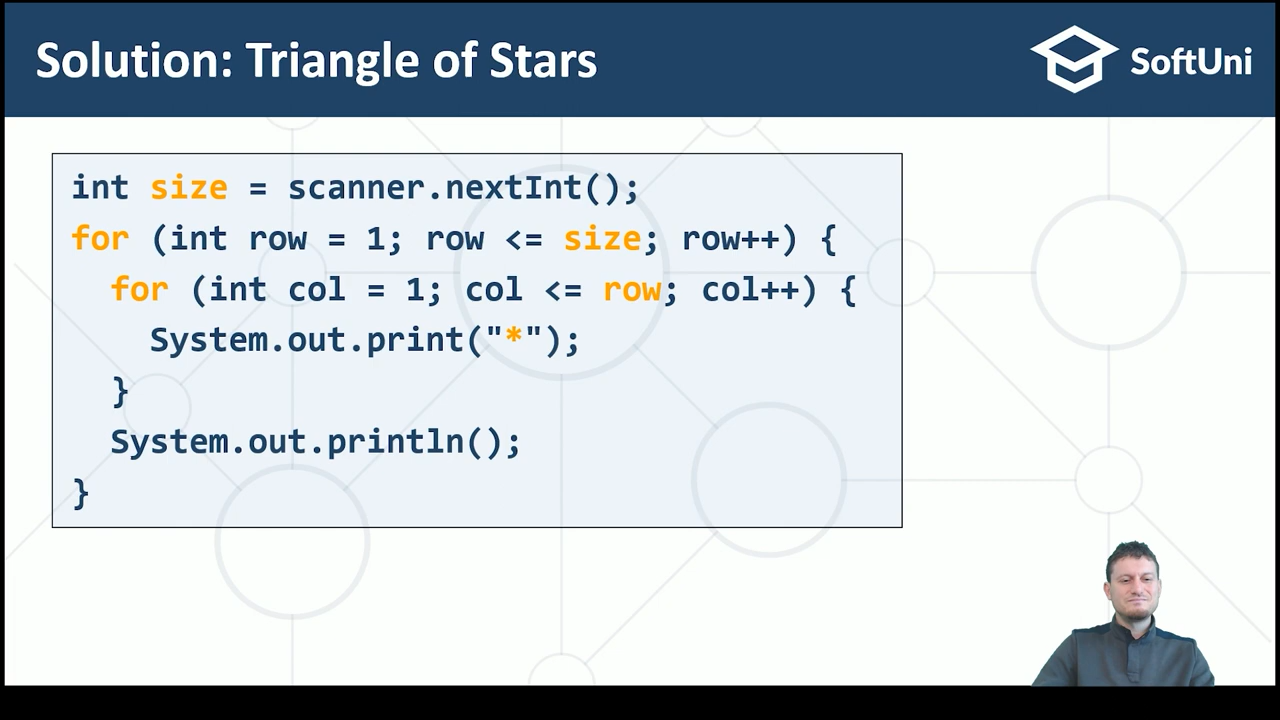 Solution: Triangle of Stars
SoftUni
int size = scanner.nextInt();
for (int row = 1; row <= size; row++) {
  for (int col = 1; col <= row; col++) {
    System.out.print("*");
  }
  System.out.println();
}